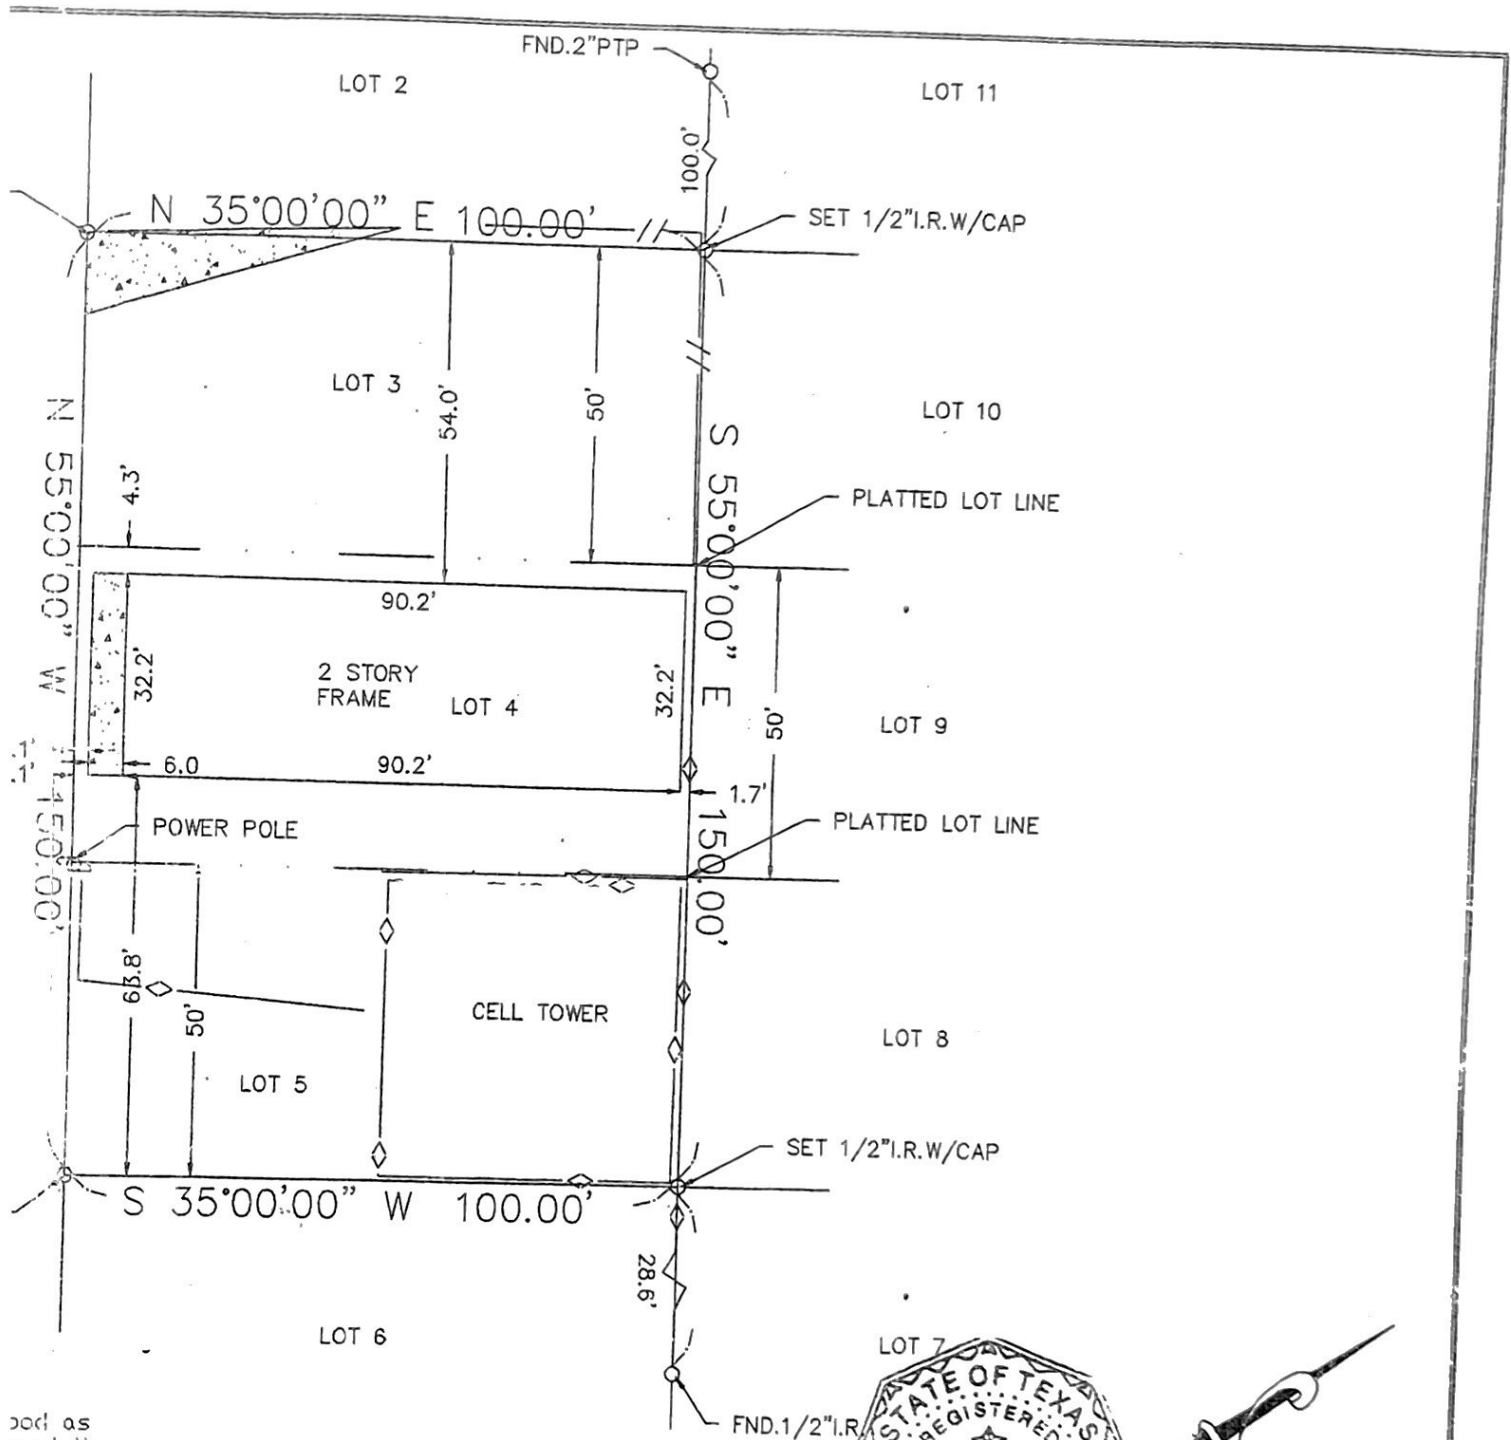 FND.2"PTP
LOT 2
LOT 11
100.0'
N 35°00'00" E 100.00'
SET 1/2"I.R.W/CAP
LOT 3
54.0'
50'
LOT 10
N 55°00'00" W 150.00'
S 55°00'00" E 150.00'
4.3'
PLATTED LOT LINE
90.2'
32.2'
2 STORY
FRAME
LOT 4
32.2'
50'
LOT 9
.1'
.1'
6.0
90.2'
1.7'
POWER POLE
PLATTED LOT LINE
63.8'
50'
CELL TOWER
LOT 8
LOT 5
SET 1/2"I.R.W/CAP
S 35°00'00" W 100.00'
28.6'
LOT 6
LOT 7
STATE OF TEXAS
REGISTERED
as
FND.1/2"I.R